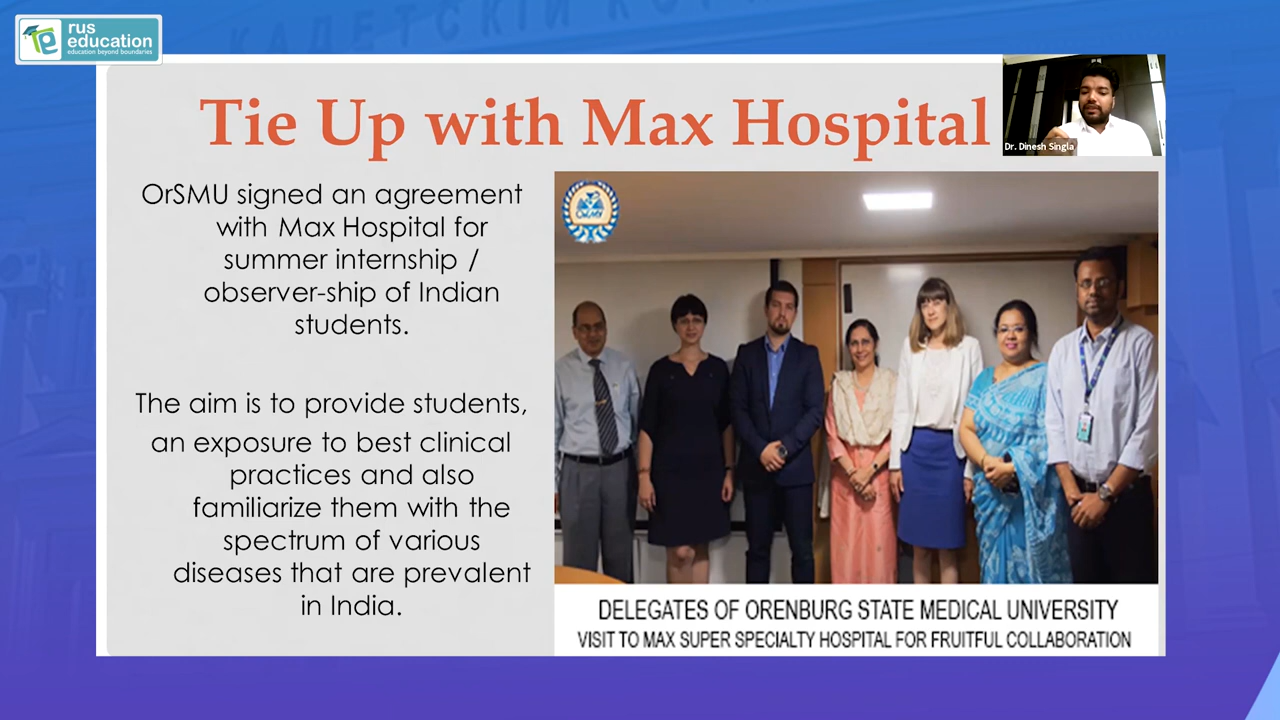 КАДЕТСКІЙ КОР
rus
education
education beyond boundaries
Tie Up with Max Hospital
Dr. Dinesh Singla
OrSMU signed an agreement
with Max Hospital for
summer internship /
observer-ship of Indian
students.
The aim is to provide students,
an exposure to best clinical
practices and also
familiarize them with the
spectrum of various
diseases that are prevalent
in India.
DELEGATES OF ORENBURG STATE MEDICAL UNIVERSITY
VISIT TO MAX SUPER SPECIALTY HOSPITAL FOR FRUITFUL COLLABORATION